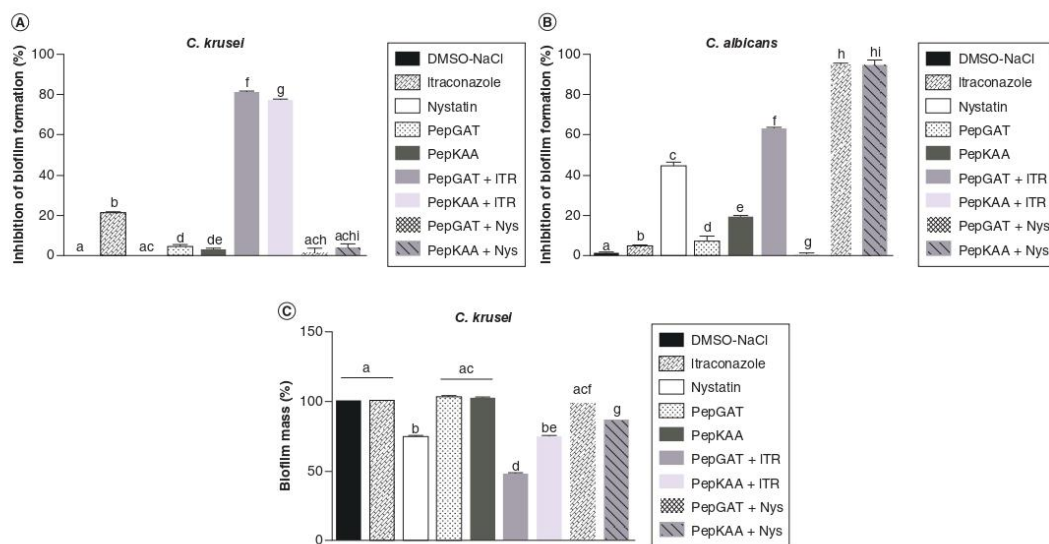 A
C. krusei
Inhibition of biofilm formation (%)
100
80
60
40
20
0
a
b
ac
d
de
f
g
ach
achi
DMSO-NaCl
Itraconazole
Nystatin
PepGAT
PepKAA
PepGAT + ITR
PepKAA + ITR
PepGAT + Nys
PepKAA + Nys
B
C. albicans
Inhibition of biofilm formation (%)
100
80
60
40
20
0
a
b
c
d
e
f
g
h
hi
DMSO-NaCl
Itraconazole
Nystatin
PepGAT
PepKAA
PepGAT + ITR
PepKAA + ITR
PepGAT + Nys
PepKAA + Nys
C
C. krusel
Biofilm mass (%)
150
100
50
0
a
b
ac
d
be
acf
g
DMSO-NaCl
Itraconazole
Nystatin
PepGAT
PepKAA
PepGAT + ITR
PepKAA + ITR
PepGAT + Nys
PepKAA + Nys